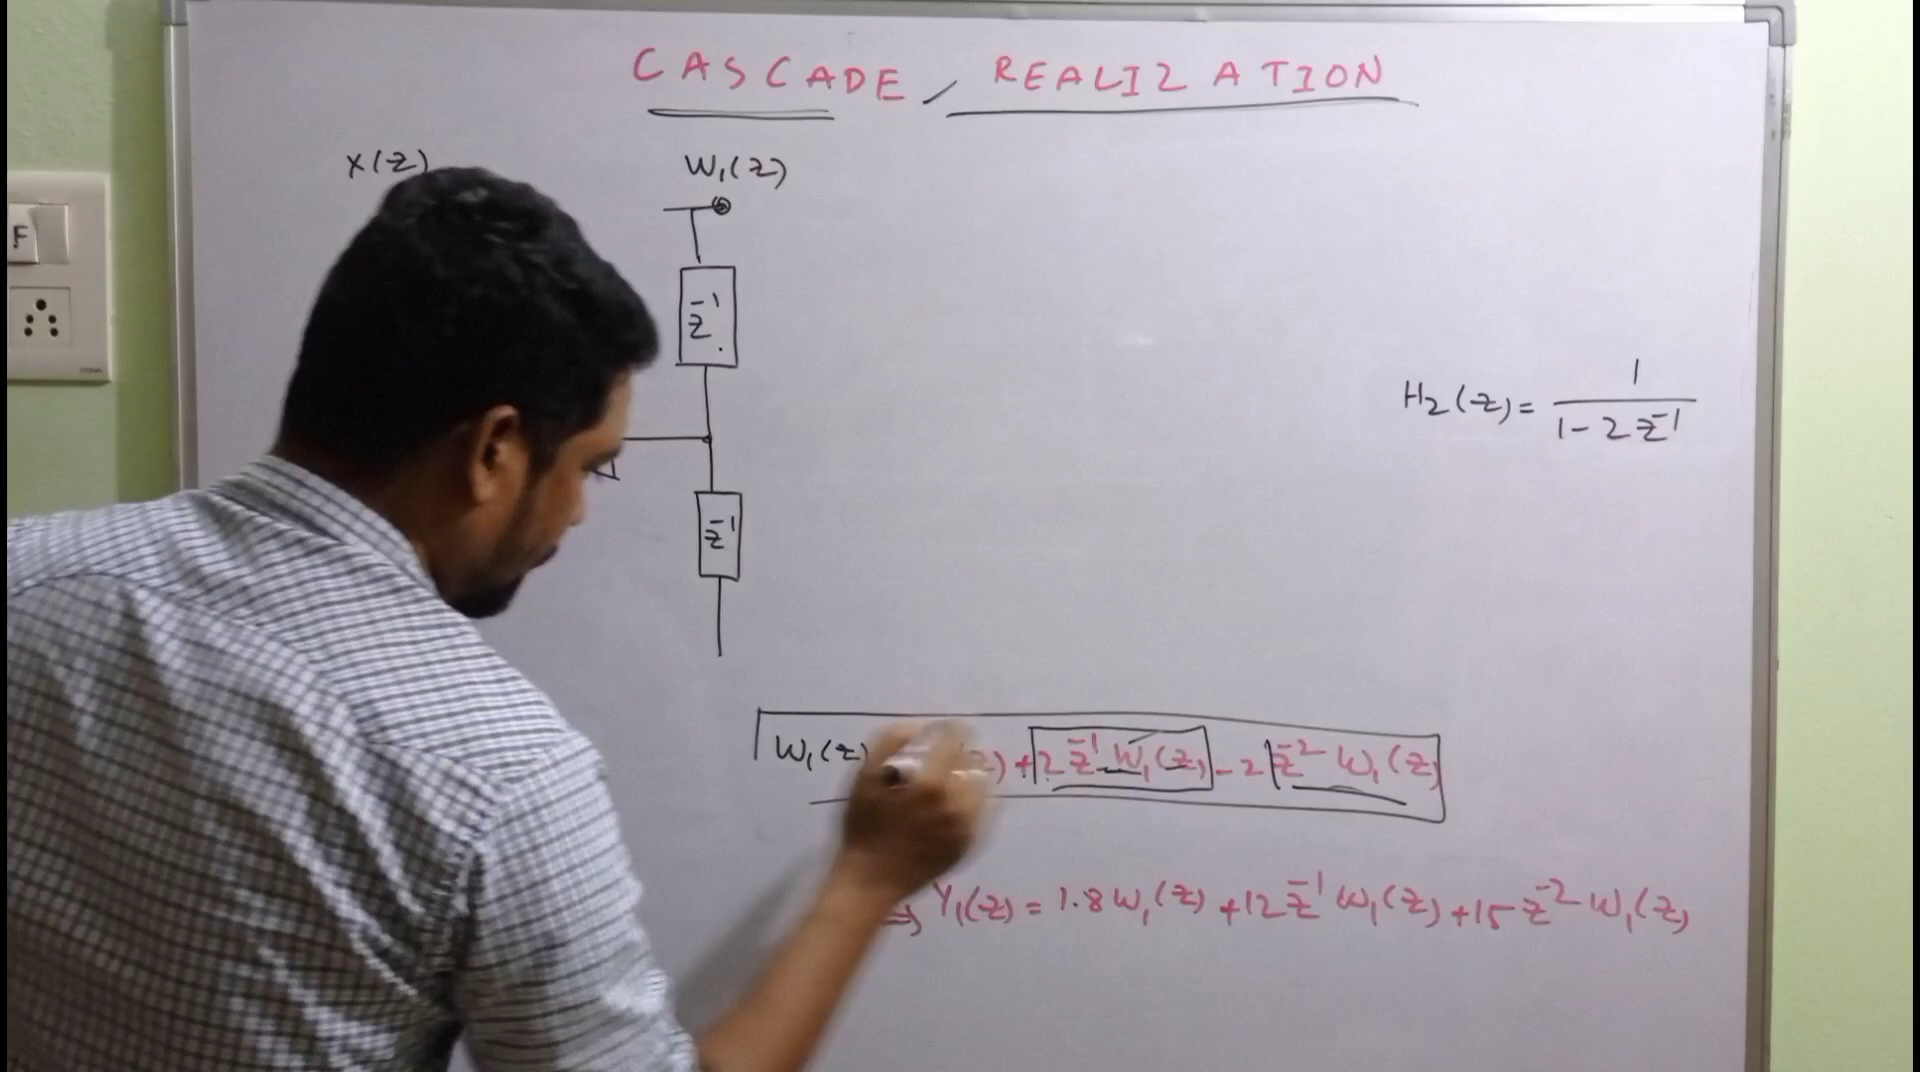 CASCADE REALIZATION
X(z)
W₁(z)
F
z⁻¹
H₂(z) = 1 / (1 - 2z⁻¹)
z⁻¹
W₁(z) z) + 2z⁻¹ W₁(z) - 2 z⁻² W₁(z)
⇒ Y₁(z) = 1.8 W₁(z) + 12 z⁻¹ W₁(z) + 15 z⁻² W₁(z)